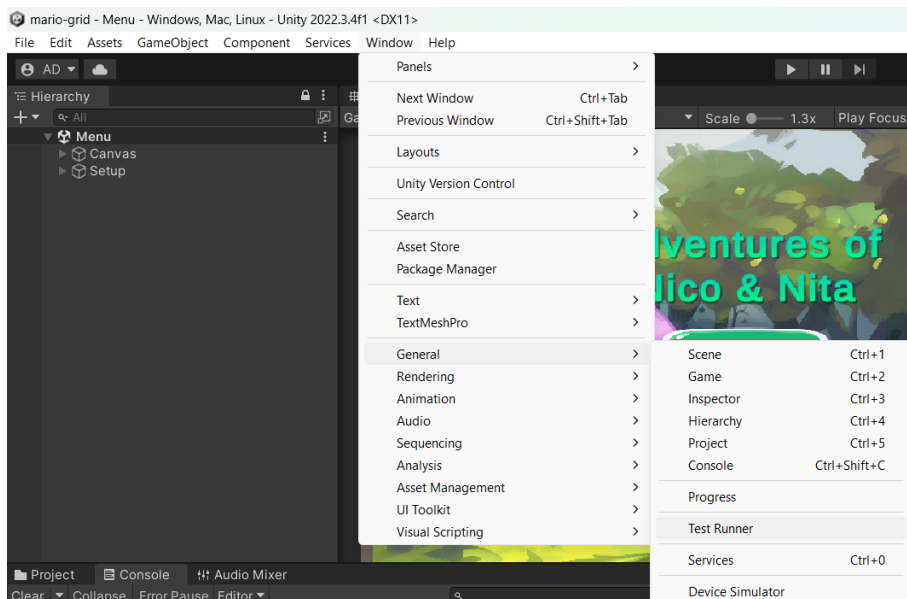 mario-grid - Menu - Windows, Mac, Linux - Unity 2022.3.4f1 <DX11>
File Edit Assets GameObject Component Services Window Help
AD
Hierarchy
All
Menu
Canvas
Setup
Panels
Next Window Ctrl+Tab
Previous Window Ctrl+Shift+Tab
Layouts
Unity Version Control
Search
Asset Store
Package Manager
Text
TextMeshPro
General
Rendering
Animation
Audio
Sequencing
Analysis
Asset Management
UI Toolkit
Visual Scripting
Scale 1.3x Play Focus
ventures of
ico & Nita
Scene Ctrl+1
Game Ctrl+2
Inspector Ctrl+3
Hierarchy Ctrl+4
Project Ctrl+5
Console Ctrl+Shift+C
Progress
Test Runner
Services Ctrl+0
Device Simulator
Project Console Audio Mixer
Clear Collapse Error Pause Editor